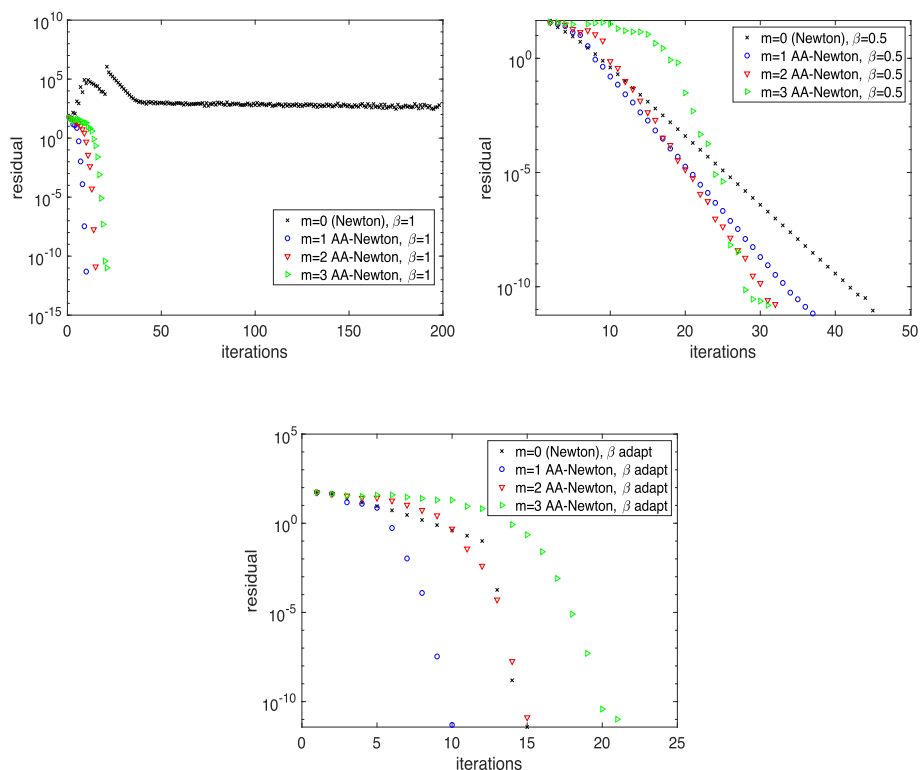 10^10
10^5
10^0
10^-5
10^-10
10^-15
residual
0
50
100
150
200
iterations
m=0 (Newton), β=1
m=1 AA-Newton, β=1
m=2 AA-Newton, β=1
m=3 AA-Newton, β=1
10^0
10^-5
10^-10
residual
10
20
30
40
50
iterations
m=0 (Newton), β=0.5
m=1 AA-Newton, β=0.5
m=2 AA-Newton, β=0.5
m=3 AA-Newton, β=0.5
10^5
10^0
10^-5
10^-10
residual
0
5
10
15
20
25
iterations
m=0 (Newton), β adapt
m=1 AA-Newton, β adapt
m=2 AA-Newton, β adapt
m=3 AA-Newton, β adapt